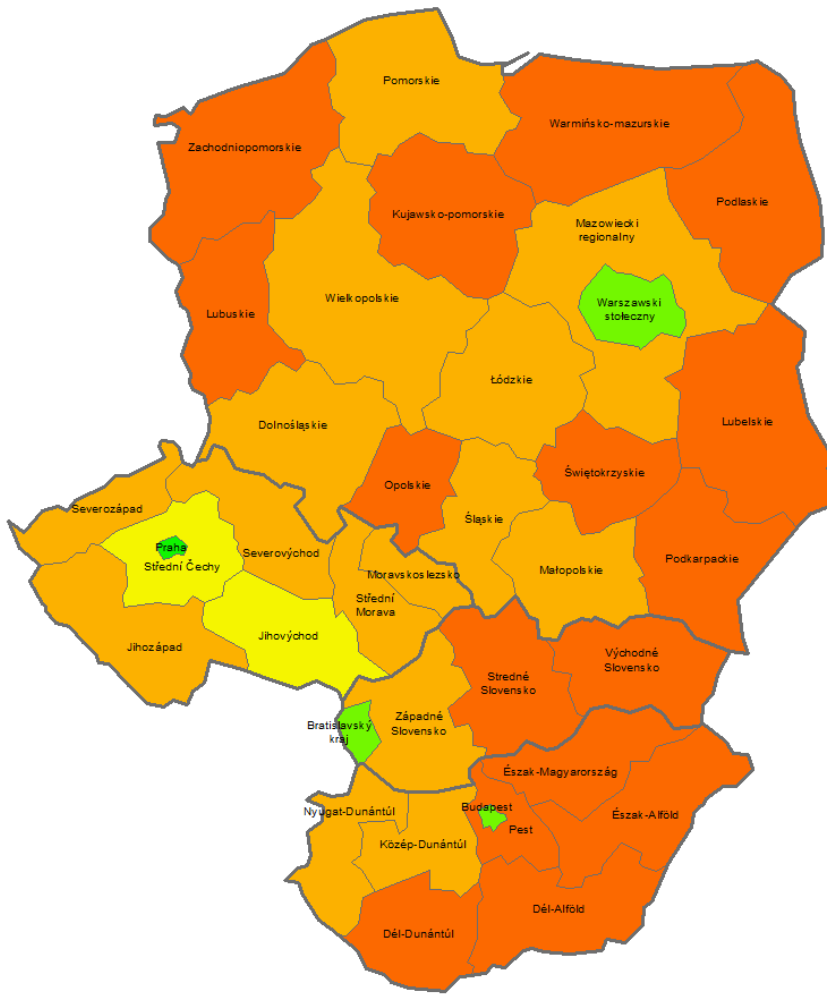 Pomorskie
Warmińsko-mazurskie
Zachodniopomorskie
Podlaskie
Kujawsko-pomorskie
Mazowiecki
regionalny
Wielkopolskie
Warszawski
stołeczny
Lubuskie
Łódzkie
Dolnośląskie
Lubelskie
Opolskie
Świętokrzyskie
Severozápad
Śląskie
Praha
Střední Čechy
Severovýchod
Podkarpackie
Małopolskie
Moravskoslezsko
Střední
Morava
Jihovýchod
Jihozápad
Východné
Slovensko
Stredné
Slovensko
Západné
Slovensko
Bratislavský
kraj
Észak-Magyarország
Nyugat-Dunántúl
Budapest
Észak-Alföld
Pest
Közép-Dunántúl
Dél-Alföld
Dél-Dunántúl